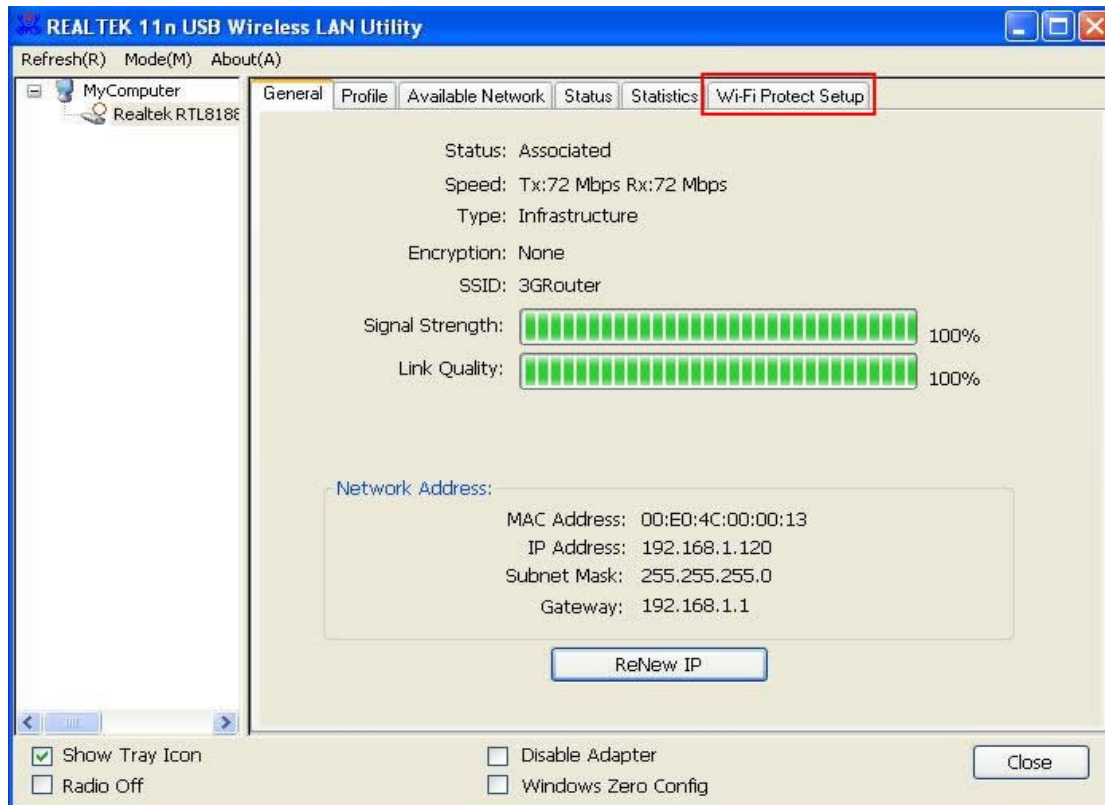 REALTEK 11n USB Wireless LAN Utility
Refresh(R) Mode(M) About(A)
MyComputer
Realtek RTL8188
General Profile Available Network Status Statistics Wi-Fi Protect Setup
Status: Associated
Speed: Tx:72 Mbps Rx:72 Mbps
Type: Infrastructure
Encryption: None
SSID: 3GRouter
Signal Strength: 100%
Link Quality: 100%
Network Address:
MAC Address: 00:E0:4C:00:00:13
IP Address: 192.168.1.120
Subnet Mask: 255.255.255.0
Gateway: 192.168.1.1
ReNew IP
Show Tray Icon
Radio Off
Disable Adapter
Windows Zero Config
Close